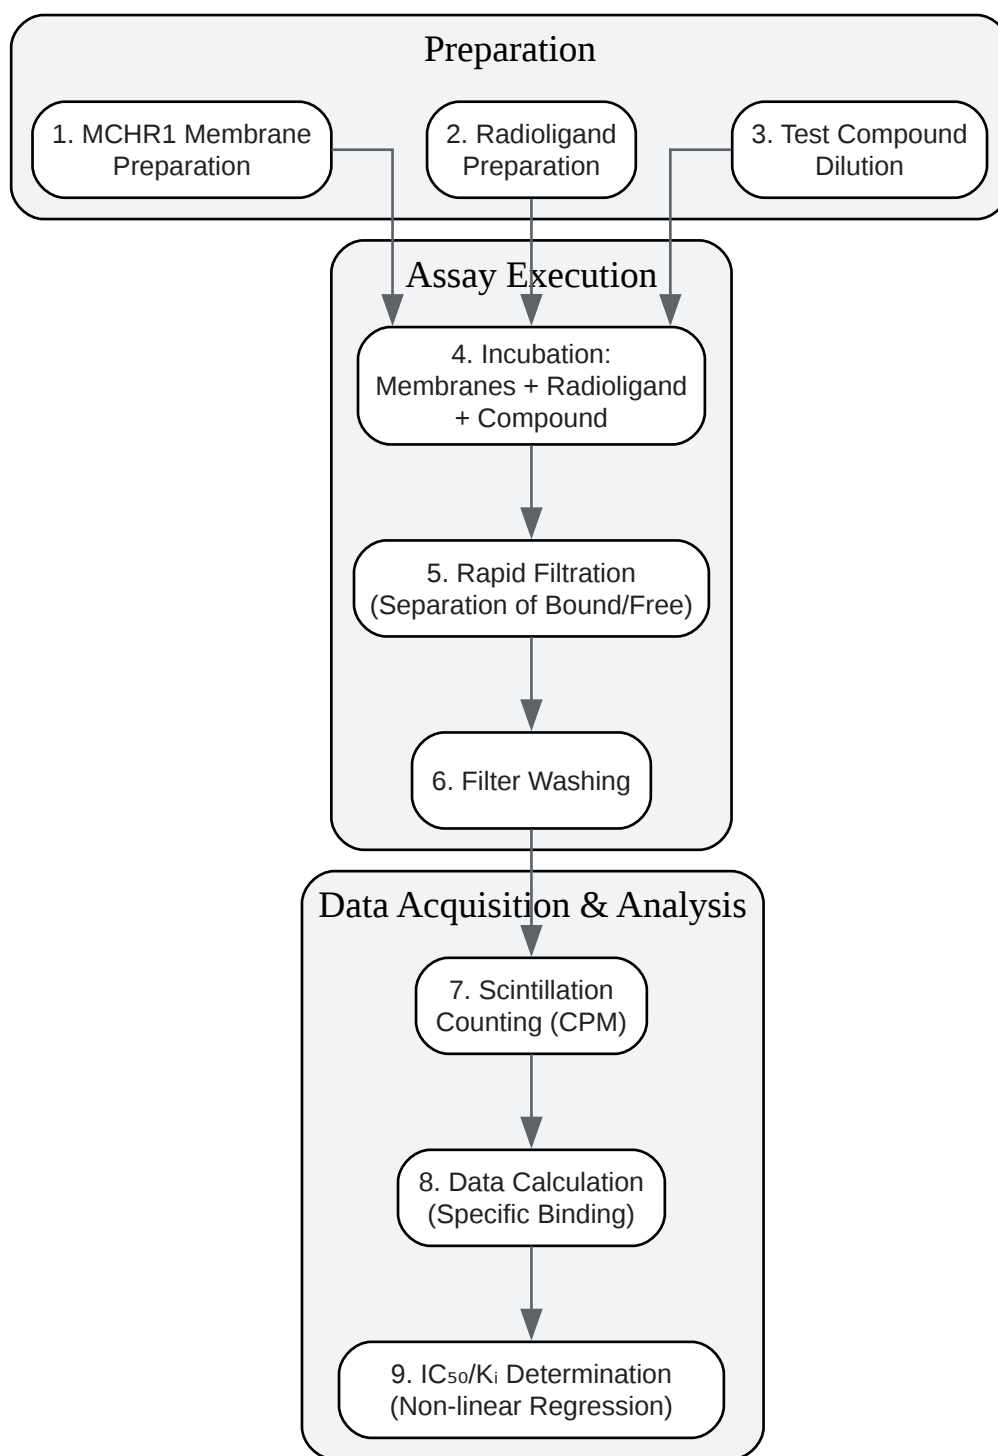 Preparation
1. MCHR1 Membrane
Preparation
2. Radioligand
Preparation
3. Test Compound
Dilution
Assay Execution
4. Incubation:
Membranes + Radioligand
+ Compound
5. Rapid Filtration
(Separation of Bound/Free)
6. Filter Washing
Data Acquisition & Analysis
7. Scintillation
Counting (CPM)
8. Data Calculation
(Specific Binding)
9. IC₅₀/Kᵢ Determination
(Non-linear Regression)